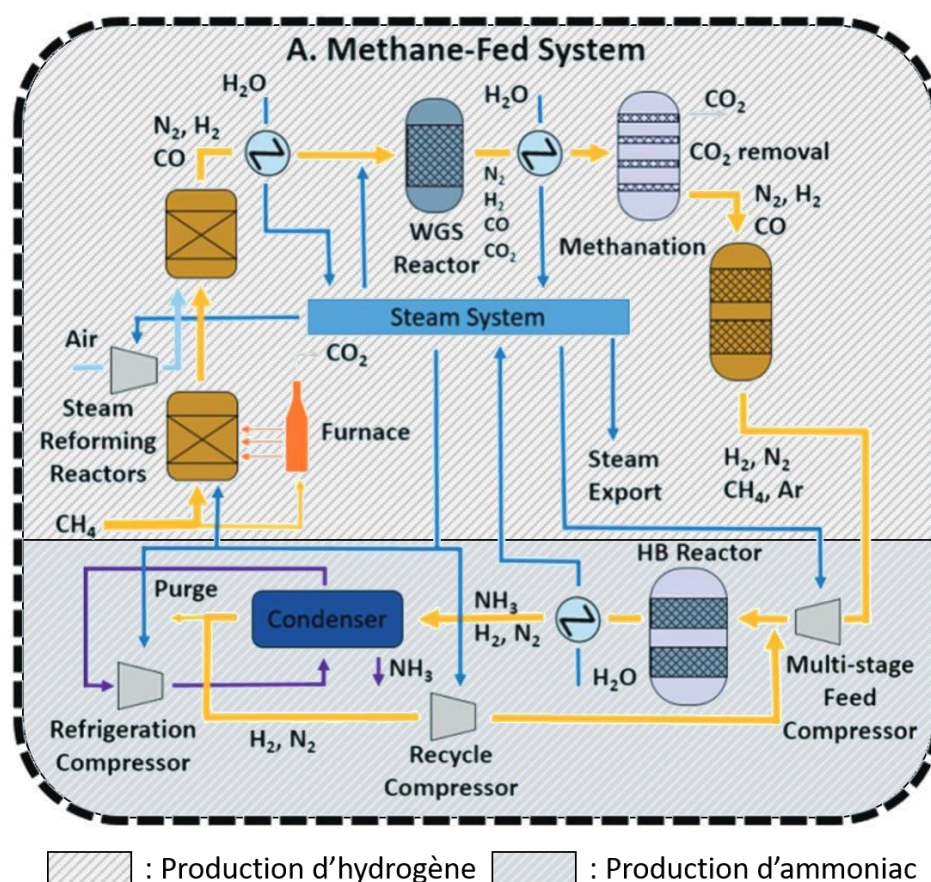 A. Methane-Fed System
H₂O
N₂, H₂
CO
H₂O
N₂
H₂
CO
CO₂
WGS
Reactor
CO₂
CO₂ removal
Methanation
N₂, H₂
CO
Steam System
Air
Steam
Reforming
Reactors
CO₂
Furnace
CH₄
Steam
Export
H₂, N₂
CH₄, Ar
HB Reactor
Purge
Condenser
NH₃
H₂, N₂
NH₃
H₂O
Multi-stage
Feed
Compressor
Refrigeration
Compressor
H₂, N₂
Recycle
Compressor
: Production d’hydrogène
: Production d’ammoniac